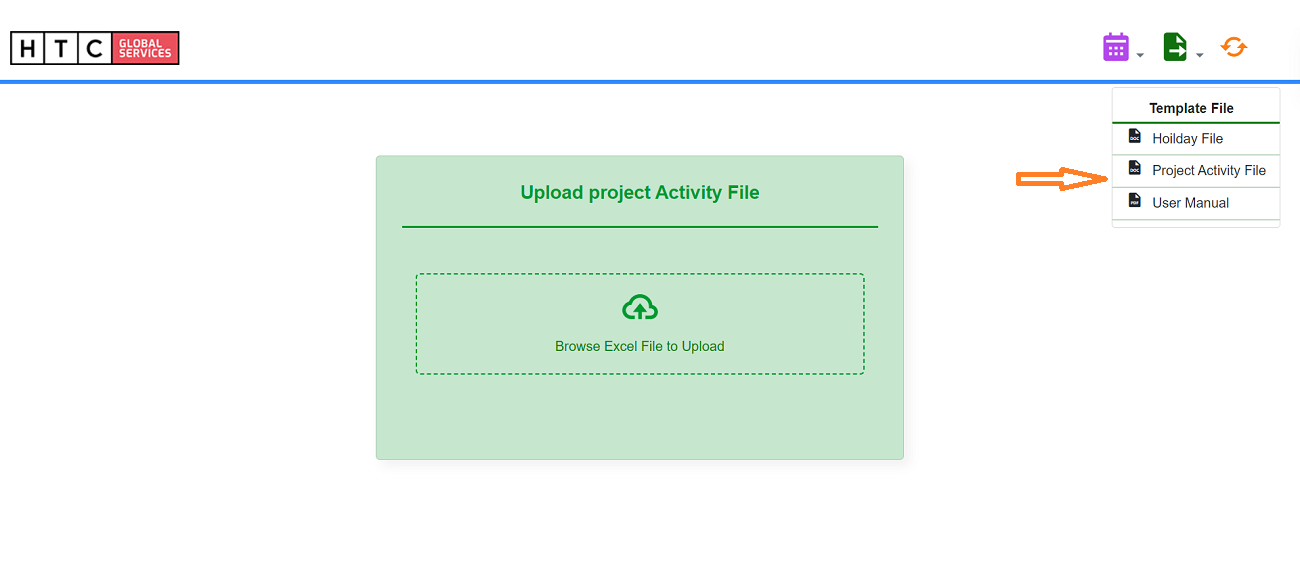 HTC GLOBAL SERVICES
Template File
DOC Hoilday File
DOC Project Activity File
PDF User Manual
Upload project Activity File
Browse Excel File to Upload